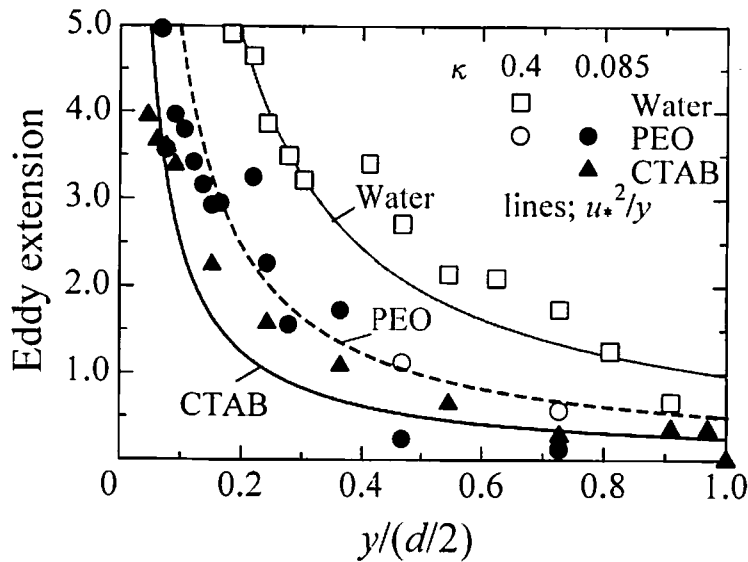 5.0
4.0
3.0
2.0
1.0
Eddy extension
κ 0.4 0.085
Water
PEO
CTAB
lines; u*²/y
Water
PEO
CTAB
0 0.2 0.4 0.6 0.8 1.0
y/(d/2)